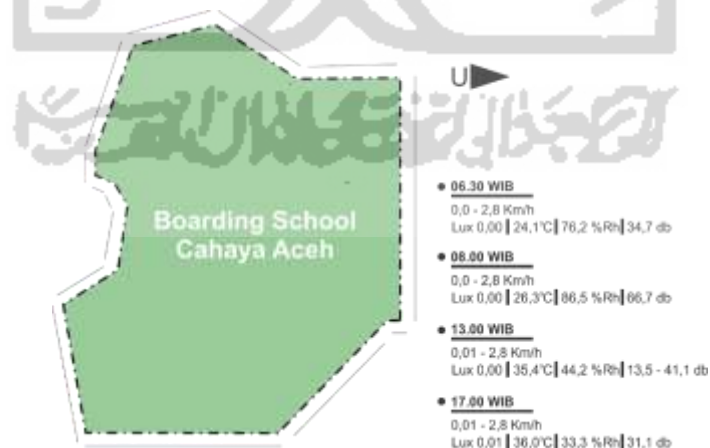 U
Boarding School
Cahaya Aceh
06.30 WIB
0,0 - 2,8 Km/h
Lux 0,00 | 24,1°C | 76,2 %Rh | 34,7 db
08.00 WIB
0,0 - 2,8 Km/h
Lux 0,00 | 26,3°C | 86,5 %Rh | 66,7 db
13.00 WIB
0,01 - 2,8 Km/h
Lux 0,00 | 35,4°C | 44,2 %Rh | 13,5 - 41,1 db
17.00 WIB
0,01 - 2,8 Km/h
Lux 0,01 | 36,0°C | 33,3 %Rh | 31,1 db